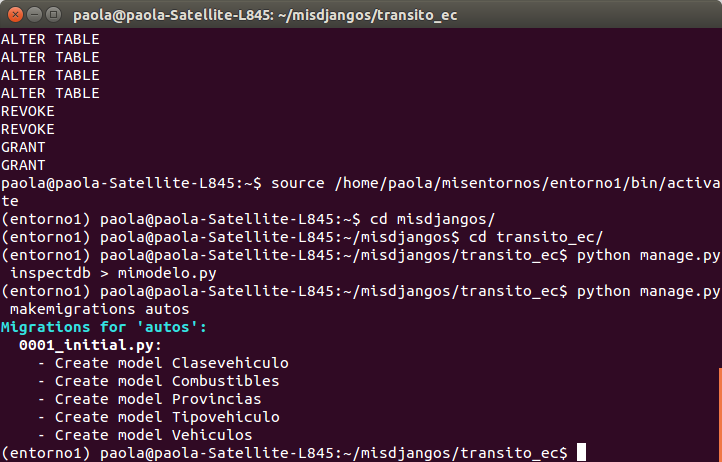 paola@paola-Satellite-L845: ~/misdjangos/transito_ec
ALTER TABLE
ALTER TABLE
ALTER TABLE
ALTER TABLE
REVOKE
REVOKE
GRANT
GRANT
paola@paola-Satellite-L845:~$ source /home/paola/misentornos/entorno1/bin/activa
te
(entorno1) paola@paola-Satellite-L845:~$ cd misdjangos/
(entorno1) paola@paola-Satellite-L845:~/misdjangos$ cd transito_ec/
(entorno1) paola@paola-Satellite-L845:~/misdjangos/transito_ec$ python manage.py
 inspectdb > mimodelo.py
(entorno1) paola@paola-Satellite-L845:~/misdjangos/transito_ec$ python manage.py
 makemigrations autos
Migrations for 'autos':
  0001_initial.py:
    - Create model Clasevehiculo
    - Create model Combustibles
    - Create model Provincias
    - Create model Tipovehiculo
    - Create model Vehiculos
(entorno1) paola@paola-Satellite-L845:~/misdjangos/transito_ec$